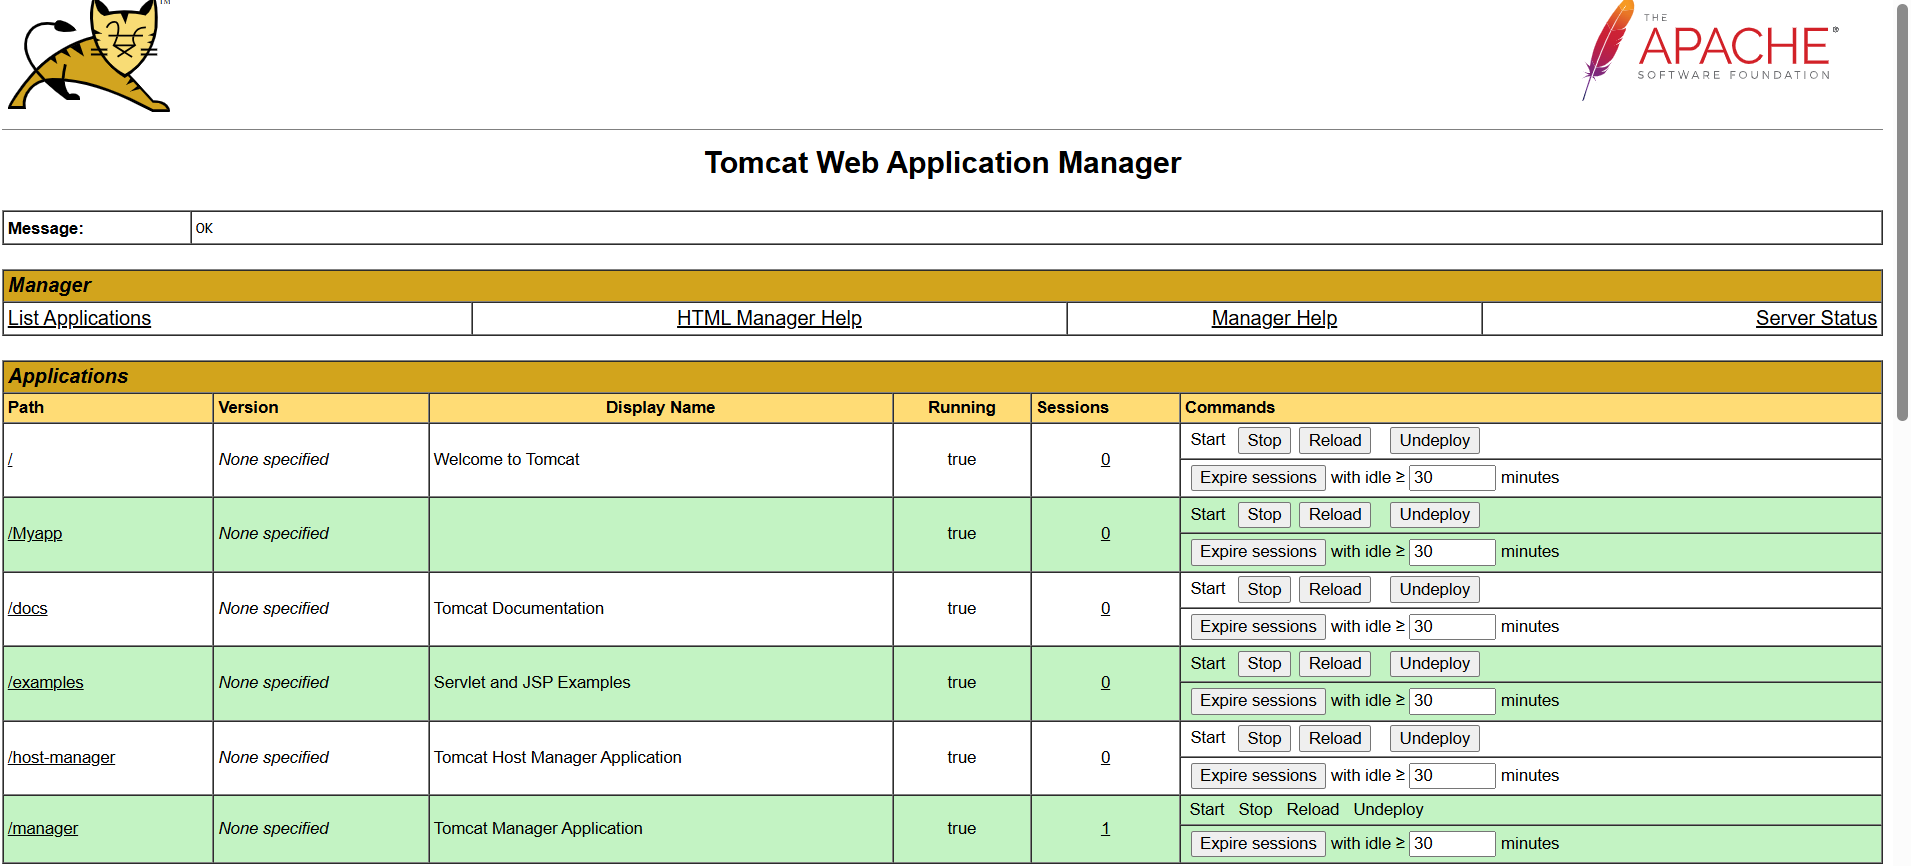 TM
THE
APACHE®
SOFTWARE FOUNDATION
Tomcat Web Application Manager
Message: OK
Manager
List Applications HTML Manager Help Manager Help Server Status
Applications
Path Version Display Name Running Sessions Commands
/ None specified Welcome to Tomcat true 0 Start Stop Reload Undeploy
Expire sessions with idle ≥ 30 minutes
/Myapp None specified true 0 Start Stop Reload Undeploy
Expire sessions with idle ≥ 30 minutes
/docs None specified Tomcat Documentation true 0 Start Stop Reload Undeploy
Expire sessions with idle ≥ 30 minutes
/examples None specified Servlet and JSP Examples true 0 Start Stop Reload Undeploy
Expire sessions with idle ≥ 30 minutes
/host-manager None specified Tomcat Host Manager Application true 0 Start Stop Reload Undeploy
Expire sessions with idle ≥ 30 minutes
/manager None specified Tomcat Manager Application true 1 Start Stop Reload Undeploy
Expire sessions with idle ≥ 30 minutes